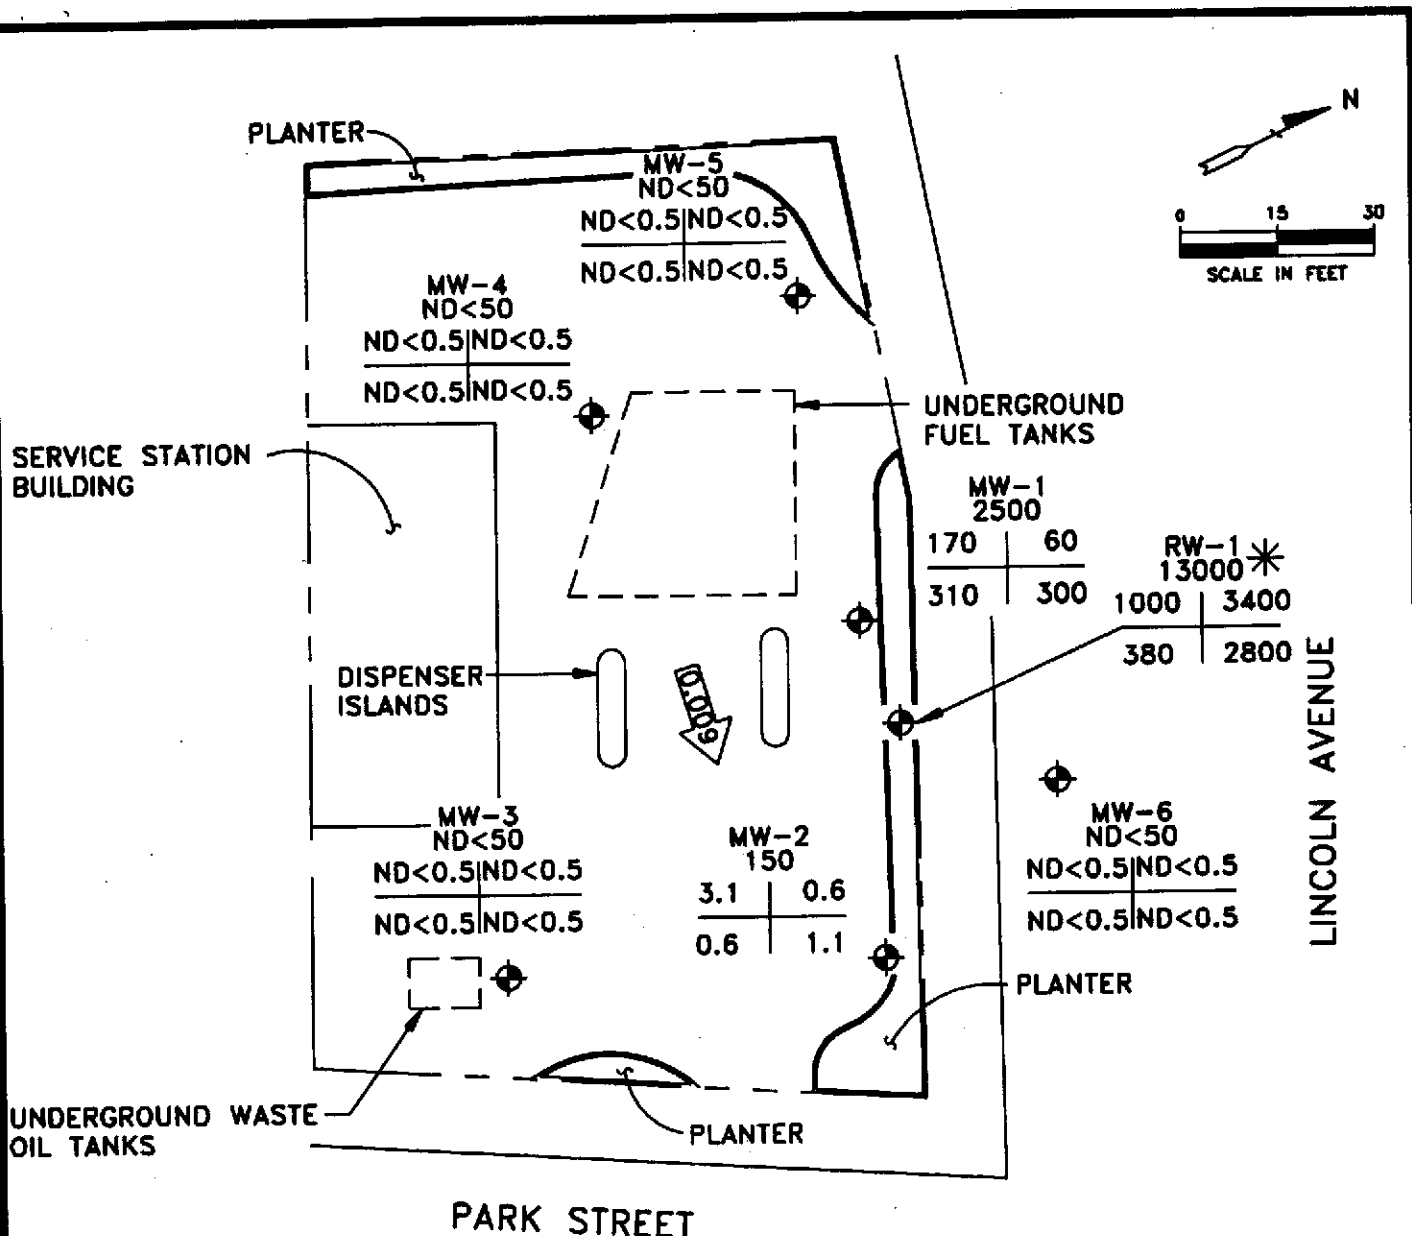 N
0 15 30
SCALE IN FEET
PLANTER
MW-5
ND<50
ND<0.5 ND<0.5
ND<0.5 ND<0.5
MW-4
ND<50
ND<0.5 ND<0.5
ND<0.5 ND<0.5
UNDERGROUND
FUEL TANKS
SERVICE STATION
BUILDING
MW-1
2500
170 60
310 300
RW-1
13000 *
1000 3400
380 2800
DISPENSER
ISLANDS
0.009
LINCOLN AVENUE
MW-3
ND<50
ND<0.5 ND<0.5
ND<0.5 ND<0.5
MW-2
150
3.1 0.6
0.6 1.1
MW-6
ND<50
ND<0.5 ND<0.5
ND<0.5 ND<0.5
PLANTER
UNDERGROUND WASTE
OIL TANKS
PLANTER
PARK STREET